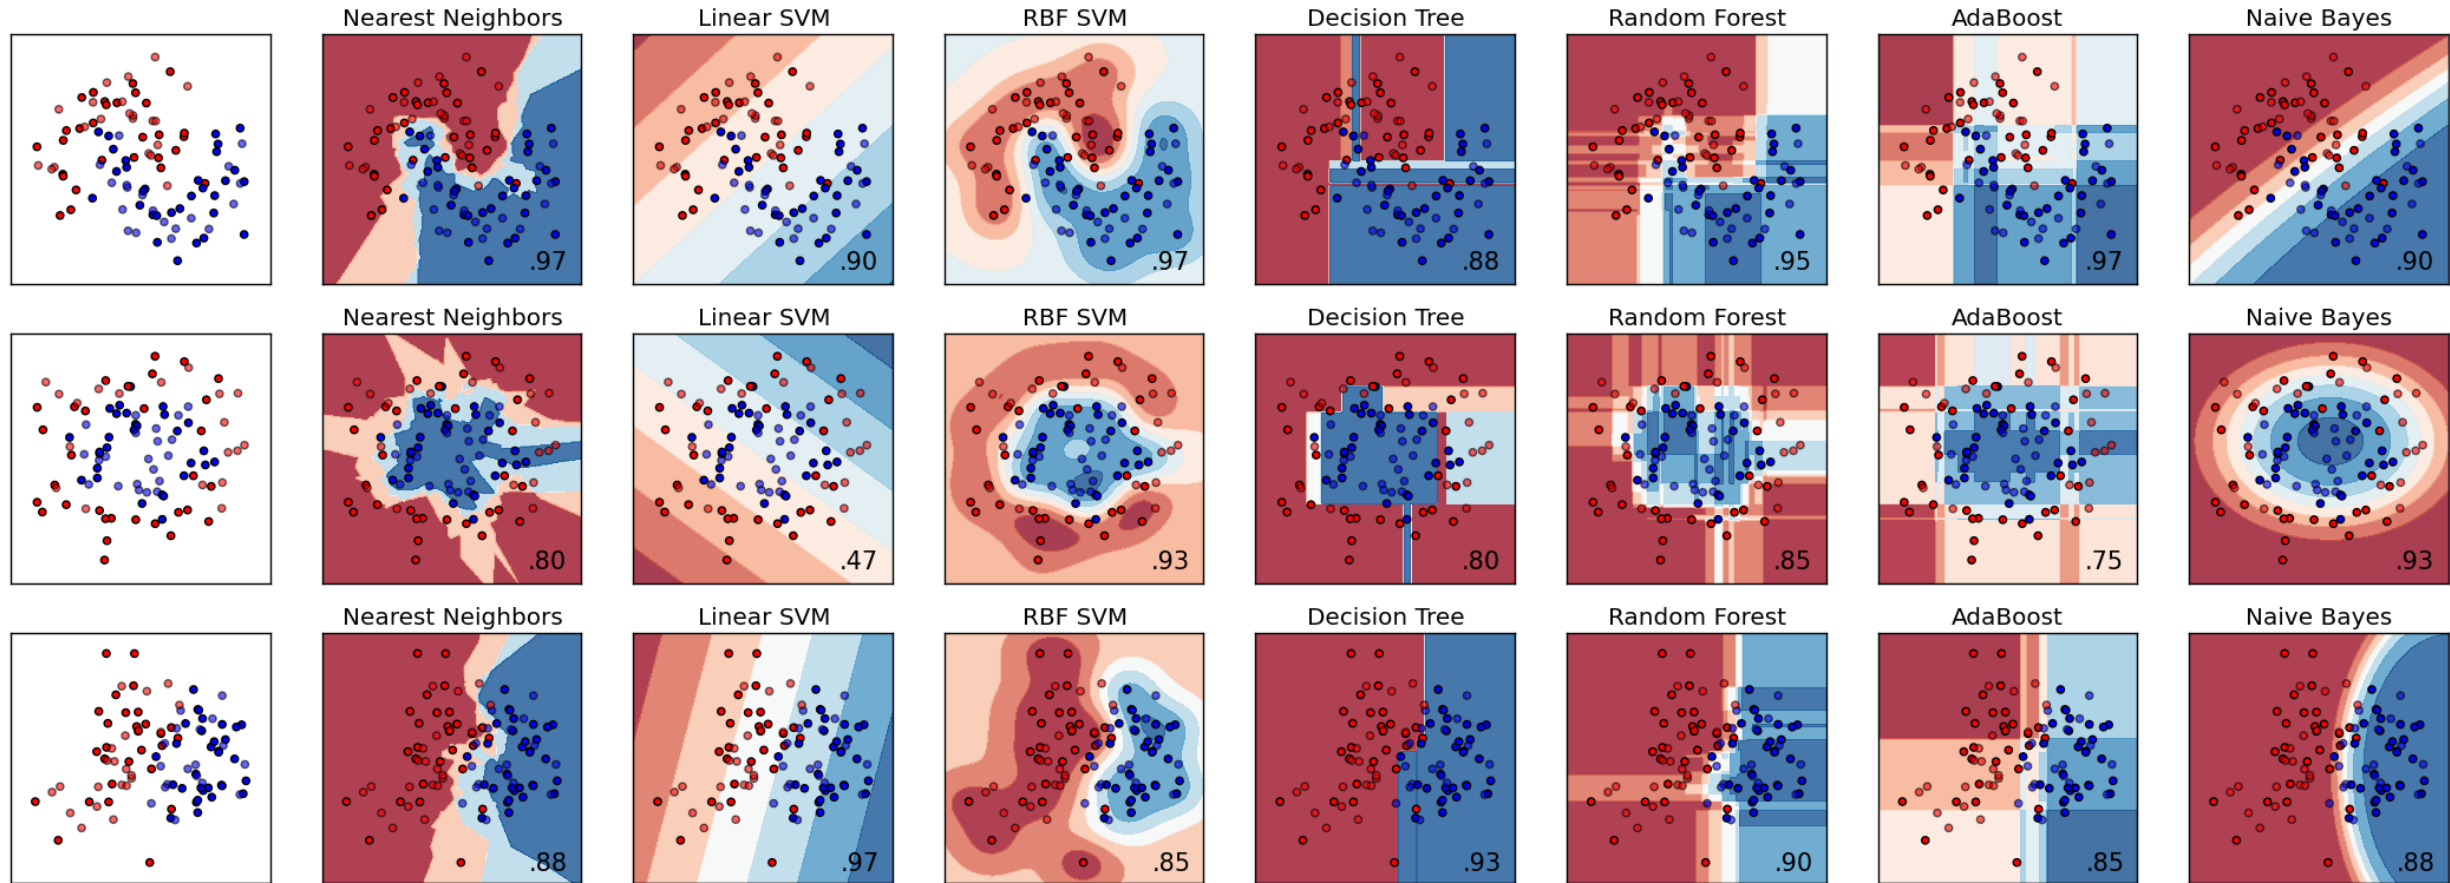 Nearest Neighbors Linear SVM RBF SVM Decision Tree Random Forest AdaBoost Naive Bayes
.97 .90 .97 .88 .95 .97 .90
Nearest Neighbors Linear SVM RBF SVM Decision Tree Random Forest AdaBoost Naive Bayes
.80 .47 .93 .80 .85 .75 .93
Nearest Neighbors Linear SVM RBF SVM Decision Tree Random Forest AdaBoost Naive Bayes
.88 .97 .85 .93 .90 .85 .88